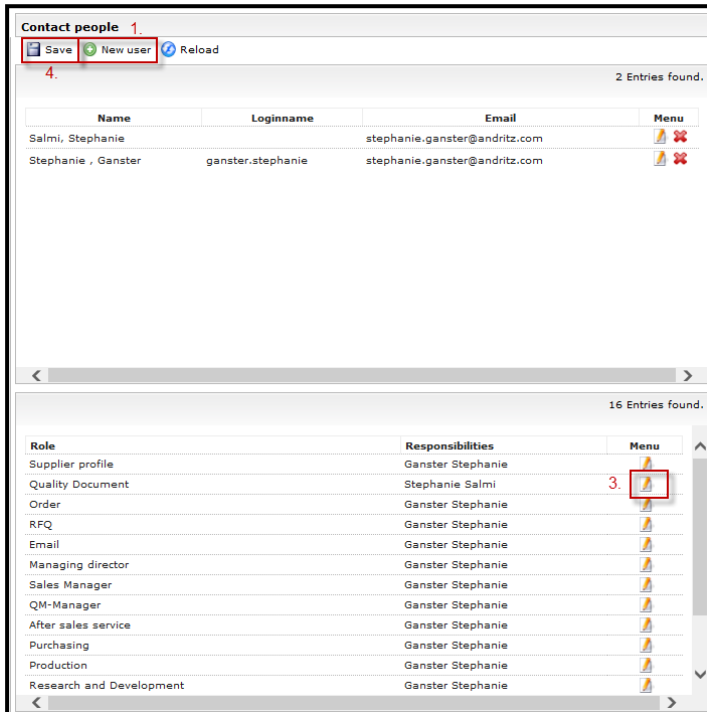 Contact people 1.
Save New user Reload
4.
2 Entries found.
Name Loginname Email Menu
Salmi, Stephanie stephanie.ganster@andritz.com
Stephanie , Ganster ganster.stephanie stephanie.ganster@andritz.com
16 Entries found.
Role Responsibilities Menu
Supplier profile Ganster Stephanie
Quality Document Stephanie Salmi 3.
Order Ganster Stephanie
RFQ Ganster Stephanie
Email Ganster Stephanie
Managing director Ganster Stephanie
Sales Manager Ganster Stephanie
QM-Manager Ganster Stephanie
After sales service Ganster Stephanie
Purchasing Ganster Stephanie
Production Ganster Stephanie
Research and Development Ganster Stephanie